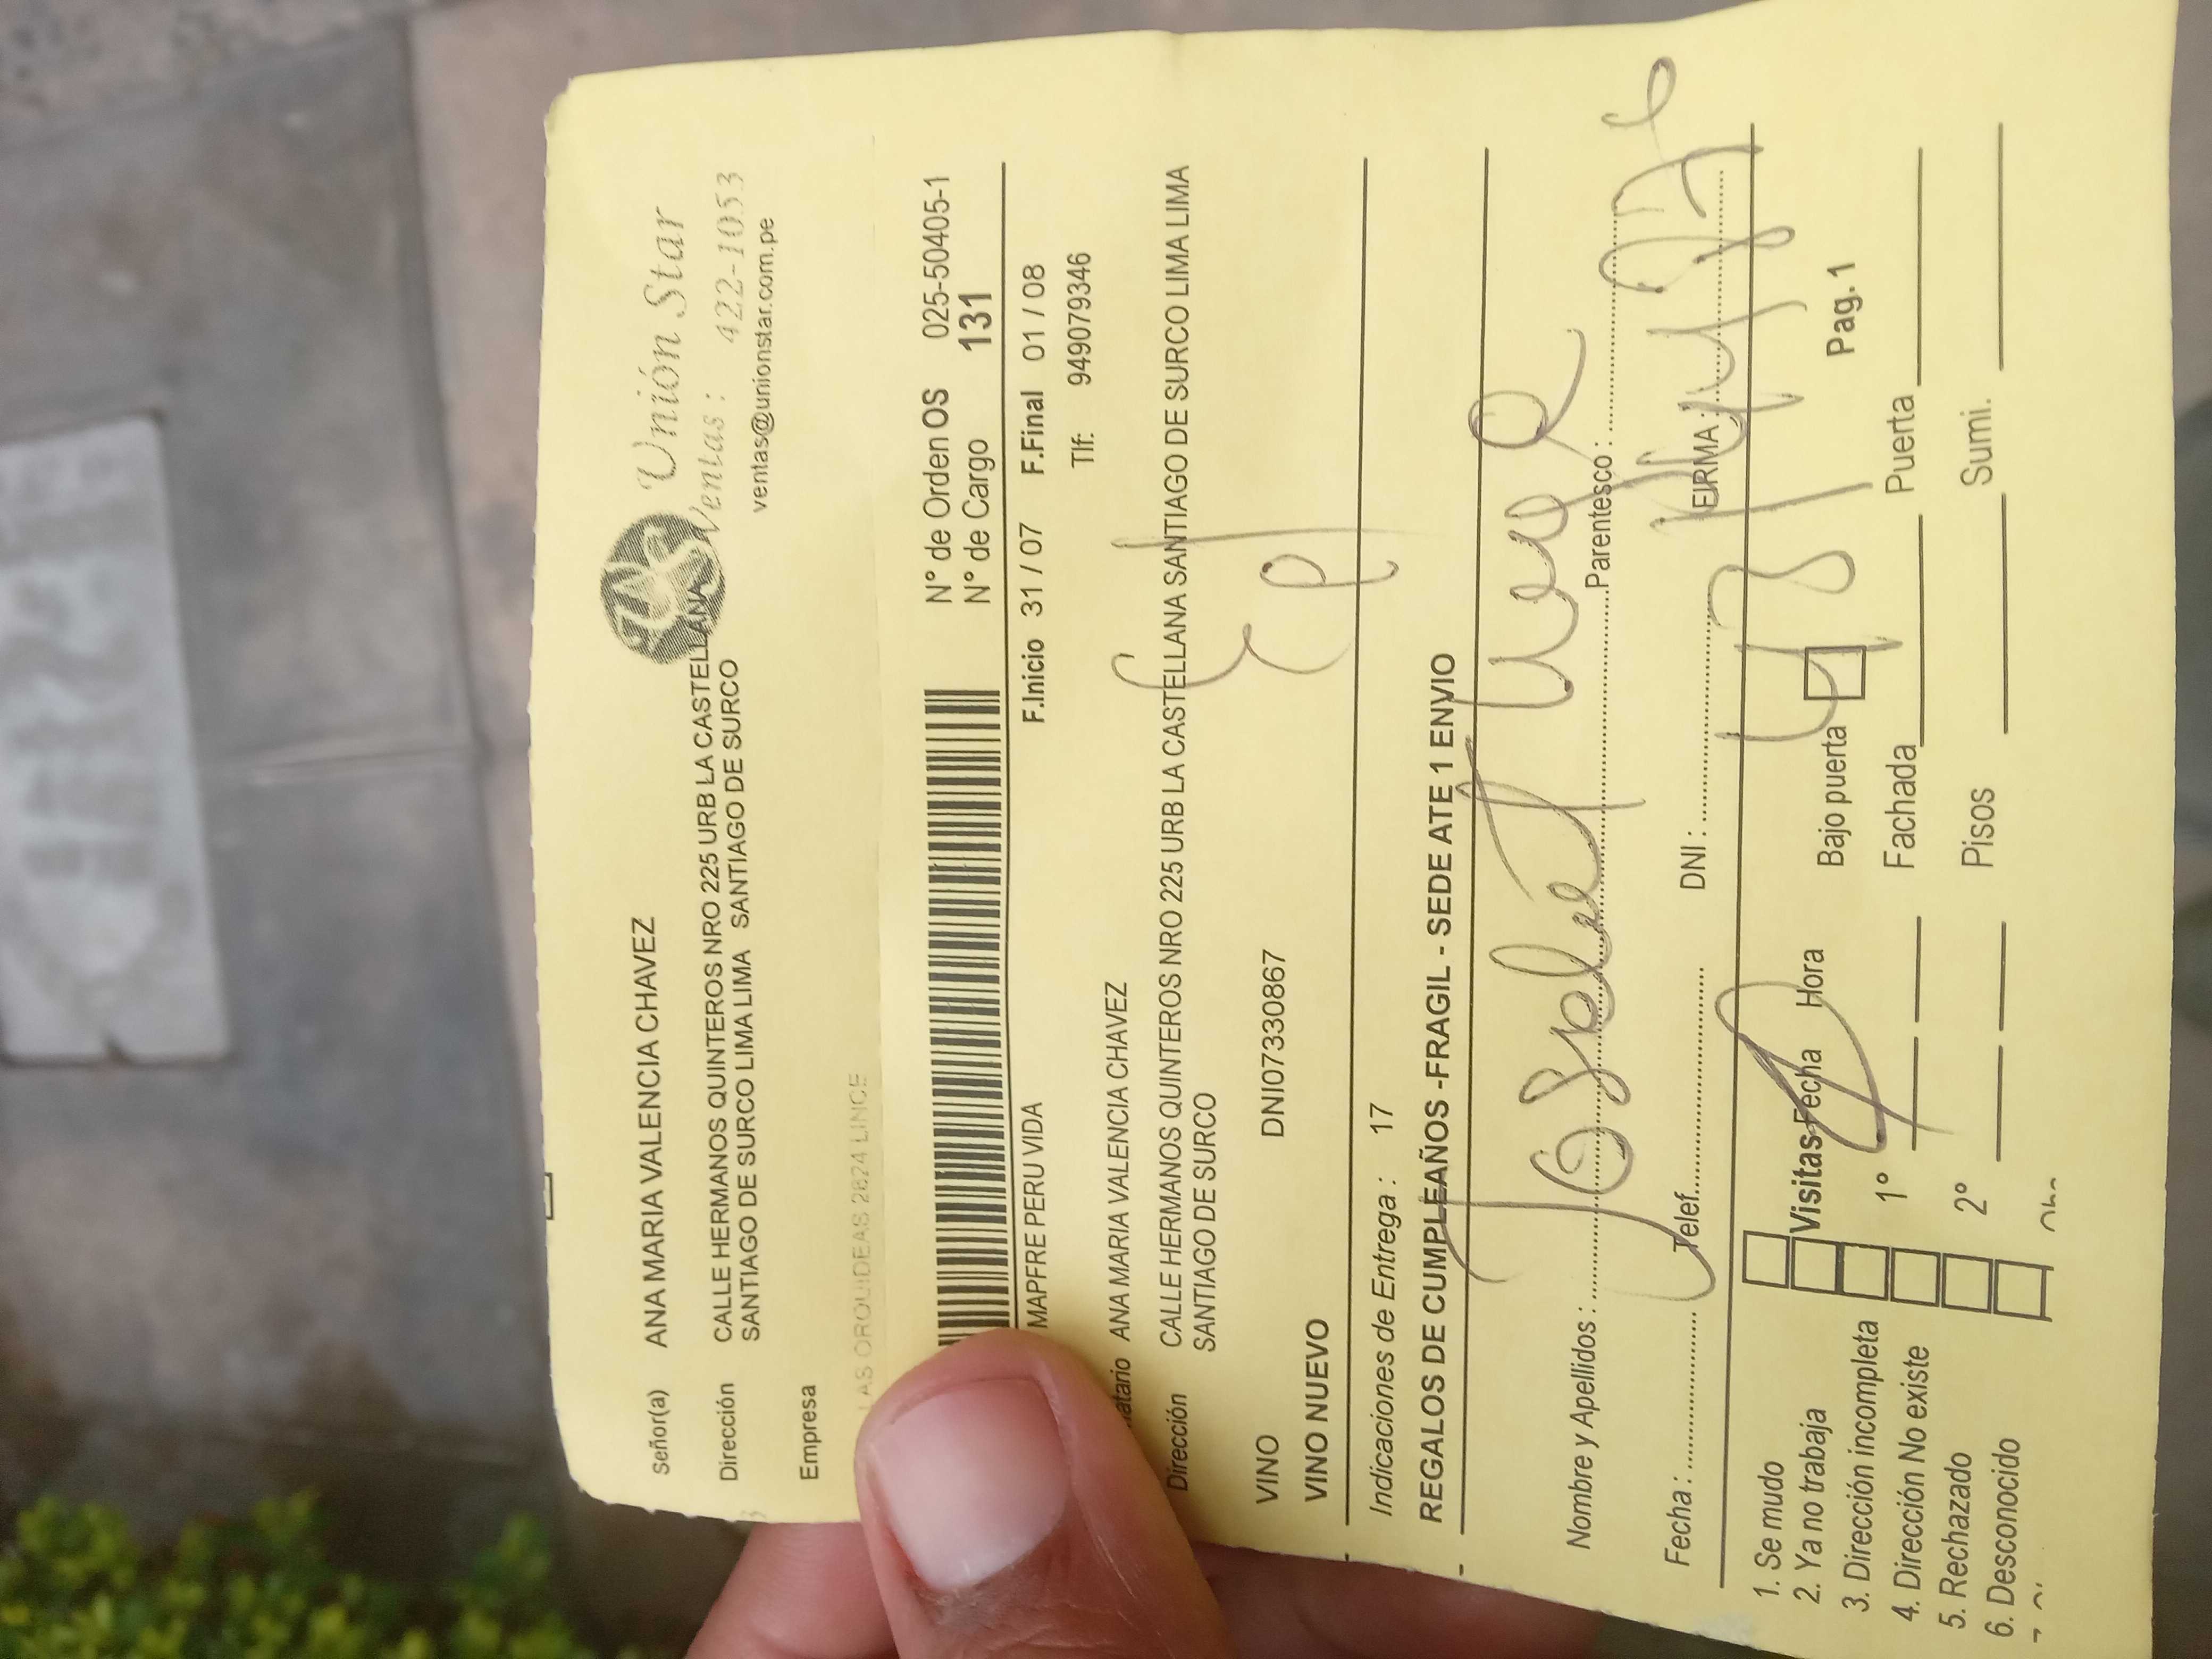 Unión Star
Ventas : 422-1053
ventas@unionstar.com.pe
Señor(a) ANA MARIA VALENCIA CHAVEZ
Dirección CALLE HERMANOS QUINTEROS NRO 225 URB LA CASTELLANA
SANTIAGO DE SURCO LIMA LIMA SANTIAGO DE SURCO
Empresa
LAS ORQUIDEAS 2624 LINCE
N° de Orden OS 025-50405-1
N° de Cargo 131
MAPFRE PERU VIDA F.Inicio 31 / 07 F.Final 01 / 08
Tlf: 949079346
atario ANA MARIA VALENCIA CHAVEZ
Dirección CALLE HERMANOS QUINTEROS NRO 225 URB LA CASTELLANA SANTIAGO DE SURCO LIMA LIMA
SANTIAGO DE SURCO
VINO DNI07330867
VINO NUEVO
Indicaciones de Entrega : 17
REGALOS DE CUMPLEAÑOS -FRAGIL - SEDE ATE 1 ENVIO
Nombre y Apellidos : Parentesco :
Fecha : Telef. DNI : FIRMA :
1. Se mudo
2. Ya no trabaja
3. Dirección incompleta
4. Dirección No existe
5. Rechazado
6. Desconocido
Visitas Fecha Hora Bajo puerta Pag. 1
1° Fachada Puerta
2° Pisos Sumi.